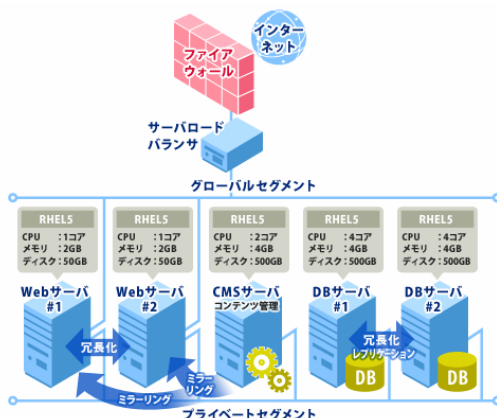 インター
ネット
ファイア
ウォール
サーバロード
バランサ
グローバルセグメント
RHEL5
CPU :1コア
メモリ :2GB
ディスク:50GB
RHEL5
CPU :1コア
メモリ :2GB
ディスク:50GB
RHEL5
CPU :2コア
メモリ :4GB
ディスク:500GB
RHEL5
CPU :4コア
メモリ :4GB
ディスク:500GB
RHEL5
CPU :4コア
メモリ :4GB
ディスク:500GB
Webサーバ
#1
Webサーバ
#2
CMSサーバ
コンテンツ管理
DBサーバ
#1
DBサーバ
#2
冗長化
冗長化
レプリケーション
DB
DB
ミラー
リング
ミラーリング
プライベートセグメント